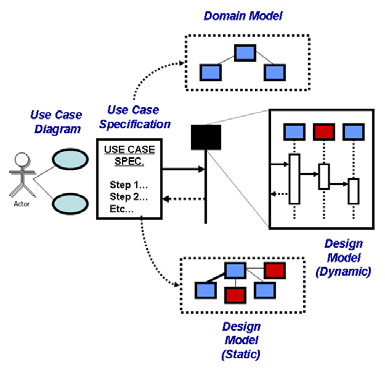 Domain Model
Use Case
Diagram
Use Case
Specification
USE CASE
SPEC.
Step 1...
Step 2...
Etc...
Actor
Design
Model
(Dynamic)
Design
Model
(Static)